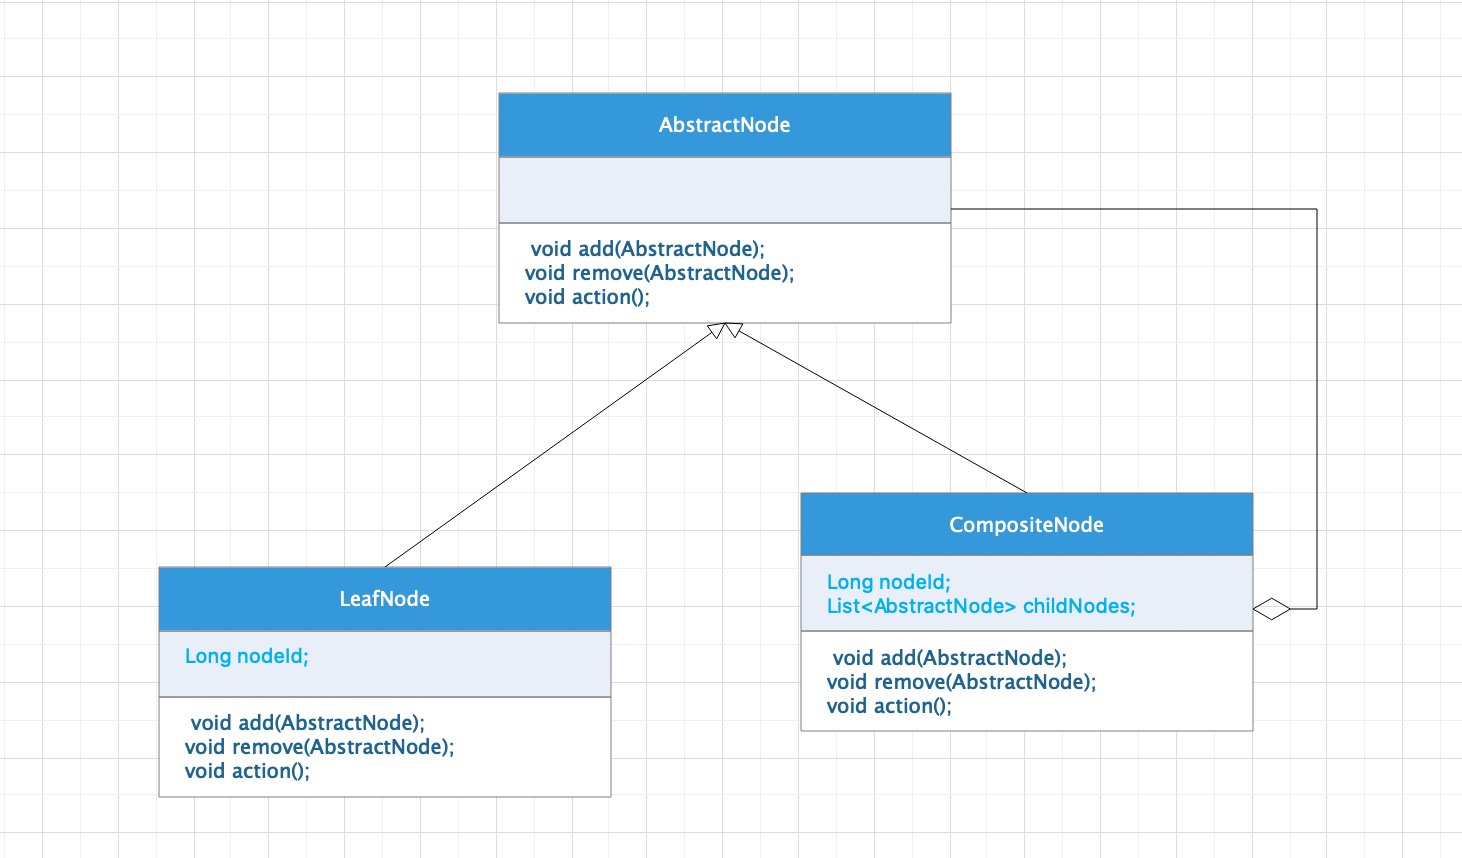 AbstractNode
void add(AbstractNode);
void remove(AbstractNode);
void action();
CompositeNode
Long nodeId;
List<AbstractNode> childNodes;
void add(AbstractNode);
void remove(AbstractNode);
void action();
LeafNode
Long nodeId;
void add(AbstractNode);
void remove(AbstractNode);
void action();